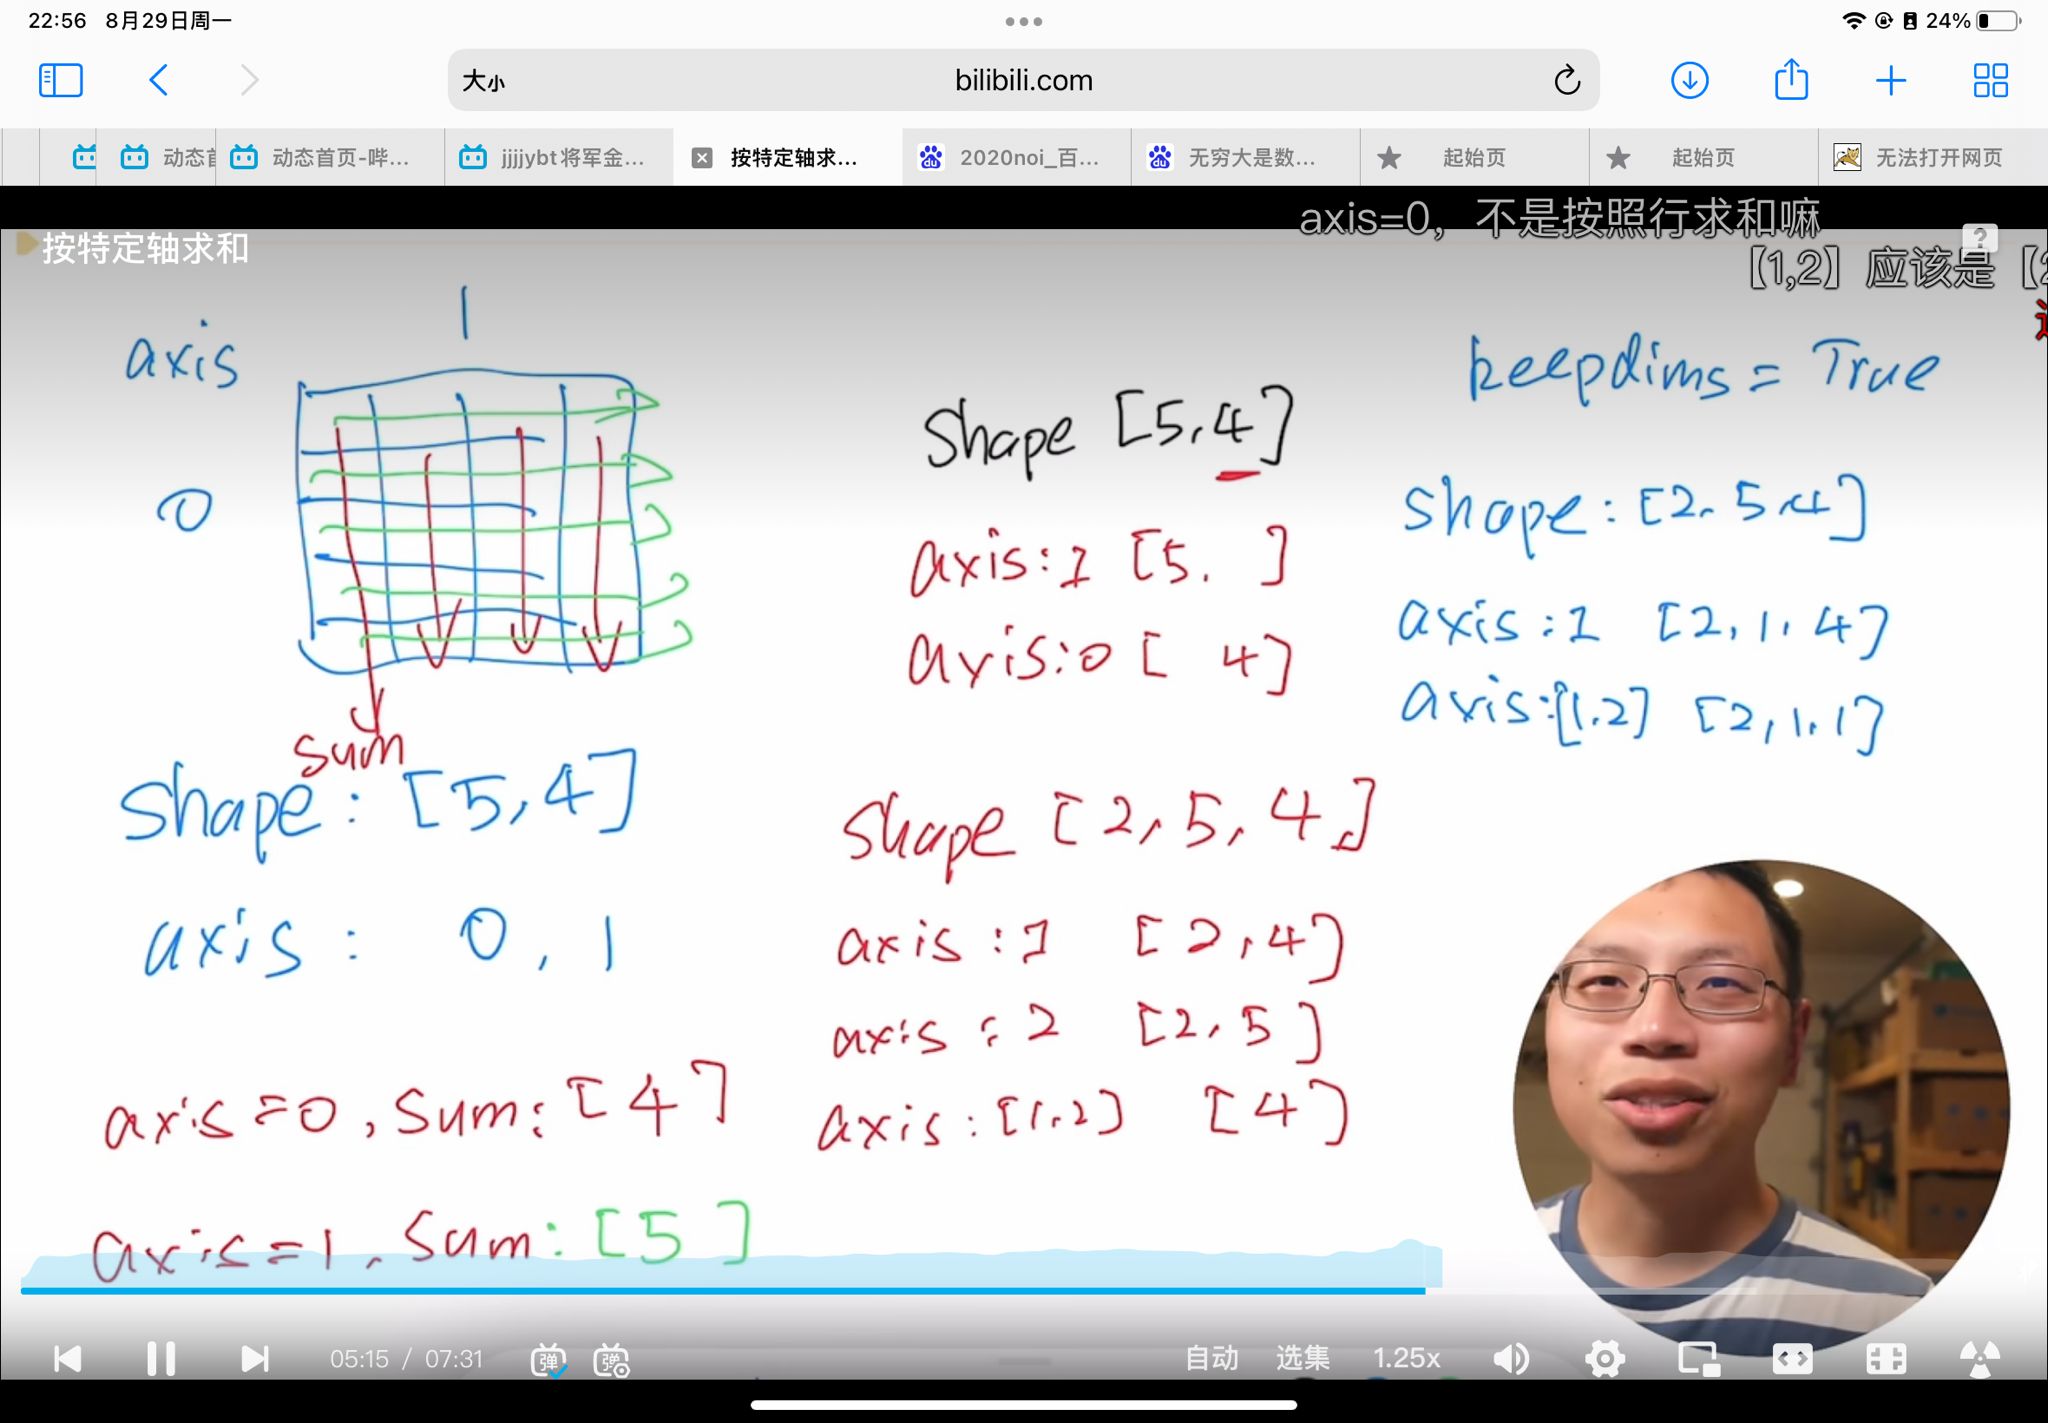 22:56 8月29日周一
24%
大小
bilibili.com
动态首
动态首页-哔...
jjjjybt将军金...
按特定轴求...
2020noi_百...
无穷大是数...
起始页
起始页
无法打开网页
axis=0，不是按照行求和嘛
按特定轴求和
【1,2】应该是【
axis
1
0
sum
shape: [5,4]
axis: 0, 1
axis=0, sum: [4]
axis=1, sum: [5]
shape [5,4]
axis:1 [5. ]
axis:0 [ 4]
shape [2,5,4,]
axis:1 [2,4]
axis:2 [2,5]
axis:[1.2] [4]
keepdims=True
shape:[2.5.4]
axis:1 [2,1,4]
axis:[1.2] [2,1,1]
05:15 / 07:31
弹
弹
自动
选集
1.25x